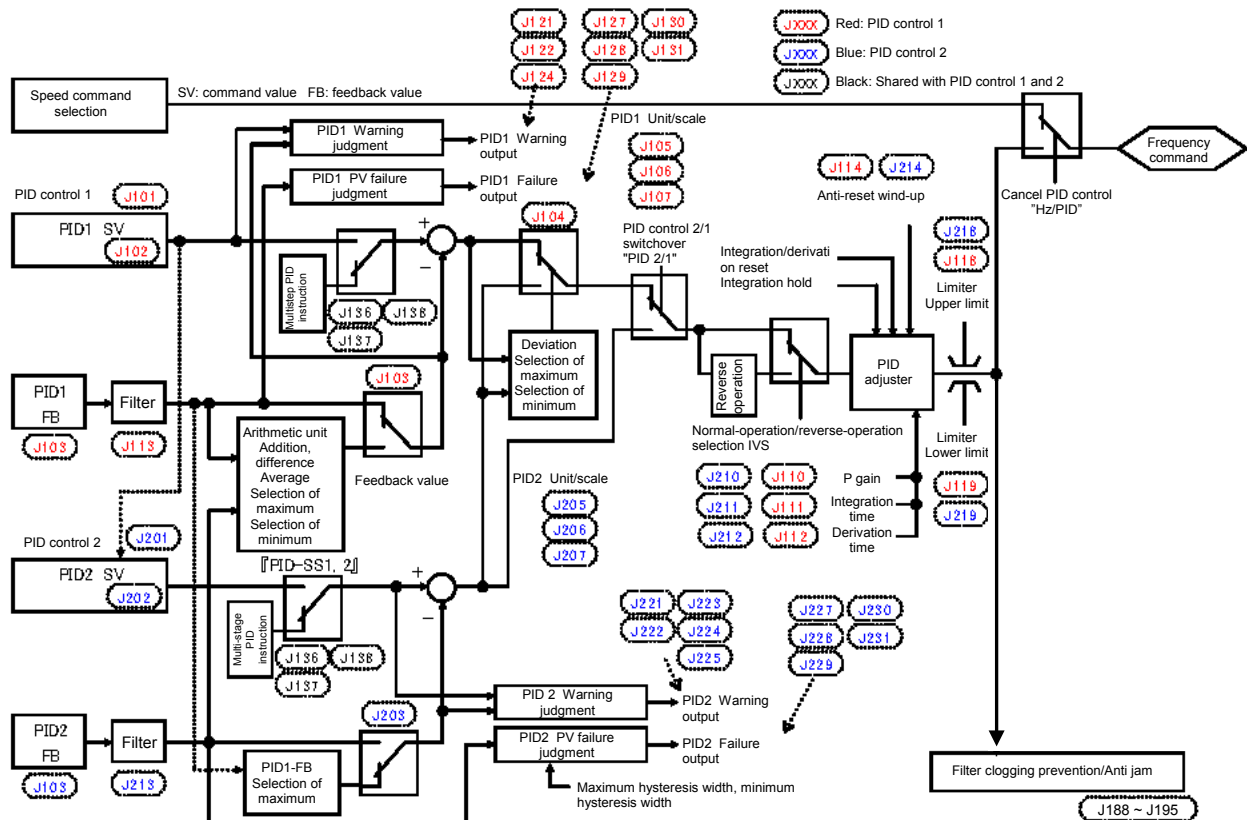 J121 J127 J130
J122 J128 J131
J124 J129
JXXX Red: PID control 1
JXXX Blue: PID control 2
JXXX Black: Shared with PID control 1 and 2
Speed command
selection
SV: command value FB: feedback value
PID1 Warning
judgment
PID1 Warning
output
PID1 PV failure
judgment
PID1 Failure
output
PID1 Unit/scale
J105
J106
J107
J114 J214
Anti-reset wind-up
Cancel PID control
"Hz/PID"
Frequency
command
PID control 1 J101
PID1 SV
J102
Multistep PID
instruction
J136 J138
J137
+
−
J104
PID control 2/1
switchover
"PID 2/1"
Integration/derivati
on reset
Integration hold
J218
J118
Limiter
Upper limit
Deviation
Selection of
maximum
Selection of
minimum
Reverse
operation
PID
adjuster
Normal-operation/reverse-operation
selection IVS
Limiter
Lower limit
J119
J219
PID1
FB
J103
Filter
J113
J103
Arithmetic unit
Addition,
difference
Average
Selection of
maximum
Selection of
minimum
Feedback value
PID2 Unit/scale
J205
J206
J207
J210 J110
J211 J111
J212 J112
P gain
Integration
time
Derivation
time
PID control 2 J201
PID2 SV
J202
『PID-SS1, 2』
Multi-stage
PID
instruction
J136 J138
J137
+
−
J221 J223
J222 J224
J225
J227 J230
J228 J231
J229
PID 2 Warning
judgment
PID2 Warning
output
PID2 PV failure
judgment
PID2 Failure
output
Maximum hysteresis width, minimum
hysteresis width
PID2
FB
J103
Filter
J213
J203
PID1-FB
Selection of
maximum
Filter clogging prevention/Anti jam
J188 ~ J195